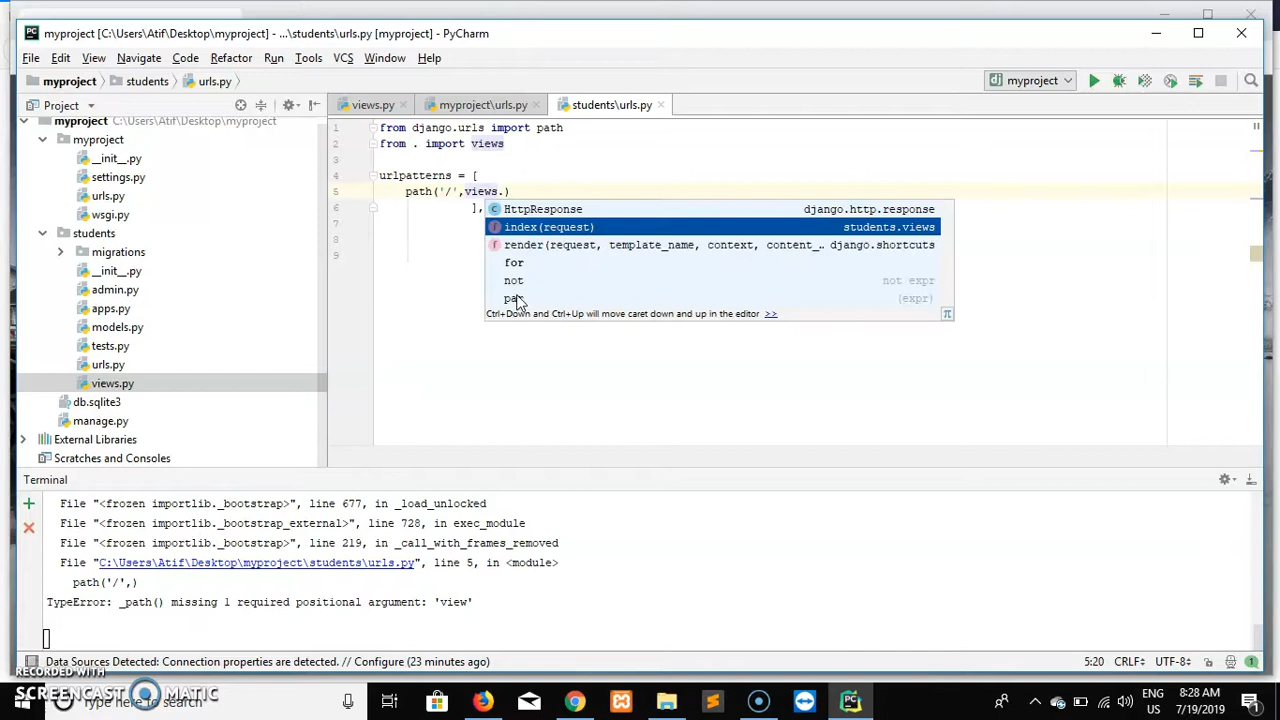 myproject [C:\Users\Atif\Desktop\myproject] - ...\students\urls.py [myproject] - PyCharm
File Edit View Navigate Code Refactor Run Tools VCS Window Help
myproject students urls.py myproject
Project views.py myproject\urls.py students\urls.py
myproject C:\Users\Atif\Desktop\myproject
myproject
__init__.py
settings.py
urls.py
wsgi.py
students
migrations
__init__.py
admin.py
apps.py
models.py
tests.py
urls.py
views.py
db.sqlite3
manage.py
External Libraries
Scratches and Consoles
1 from django.urls import path
2 from . import views
3
4 urlpatterns = [
5 path('/',views.)
6 ],
7
8
9
HttpResponse django.http.response
index(request) students.views
render(request, template_name, context, content_… django.shortcuts
for
not not expr
par (expr)
Ctrl+Down and Ctrl+Up will move caret down and up in the editor >>
Terminal
File "<frozen importlib._bootstrap>", line 677, in _load_unlocked
File "<frozen importlib._bootstrap_external>", line 728, in exec_module
File "<frozen importlib._bootstrap>", line 219, in _call_with_frames_removed
File "C:\Users\Atif\Desktop\myproject\students\urls.py", line 5, in <module>
path('/',)
TypeError: _path() missing 1 required positional argument: 'view'
Data Sources Detected: Connection properties are detected. // Configure (23 minutes ago) 5:20 CRLF÷ UTF-8÷ 1
RECORDED WITH
SCREENCAST MATIC
Type here to search
ENG 8:28 AM
US 7/19/2019